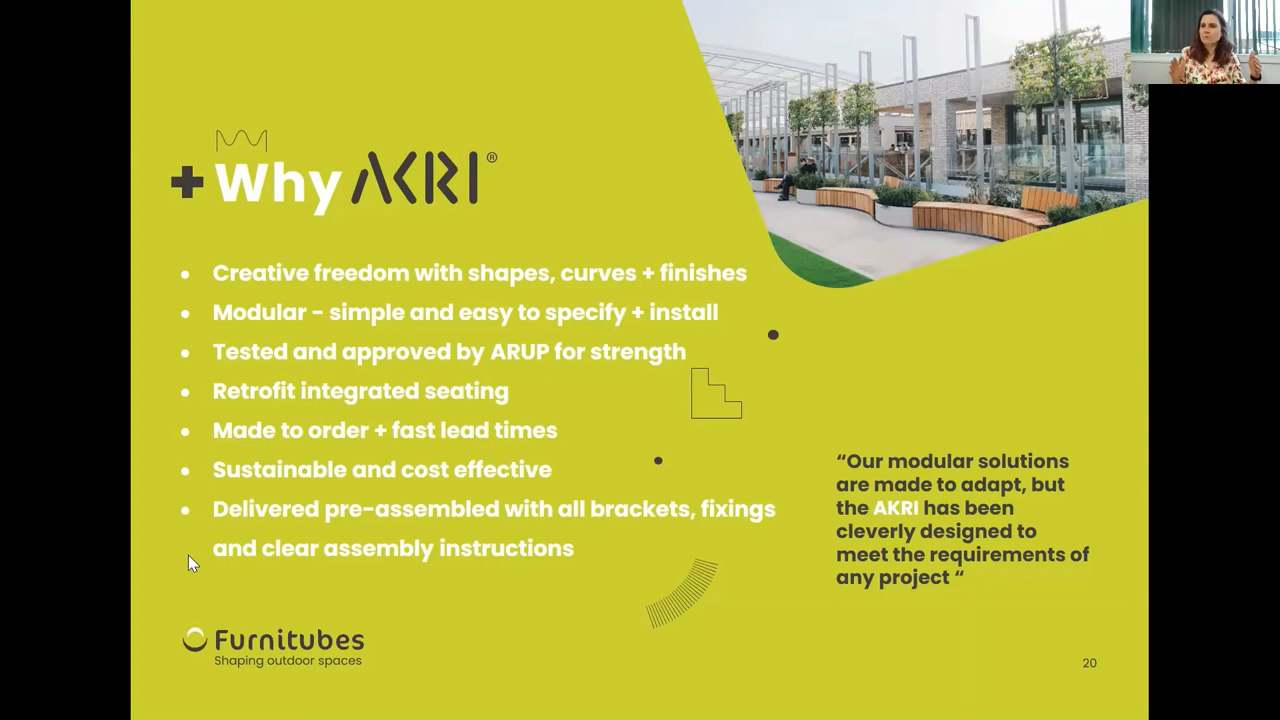 + Why AKRI®
• Creative freedom with shapes, curves + finishes
• Modular - simple and easy to specify + install
• Tested and approved by ARUP for strength
• Retrofit integrated seating
• Made to order + fast lead times
• Sustainable and cost effective
• Delivered pre-assembled with all brackets, fixings
and clear assembly instructions
“Our modular solutions
are made to adapt, but
the AKRI has been
cleverly designed to
meet the requirements of
any project “
Furnitubes
Shaping outdoor spaces
20